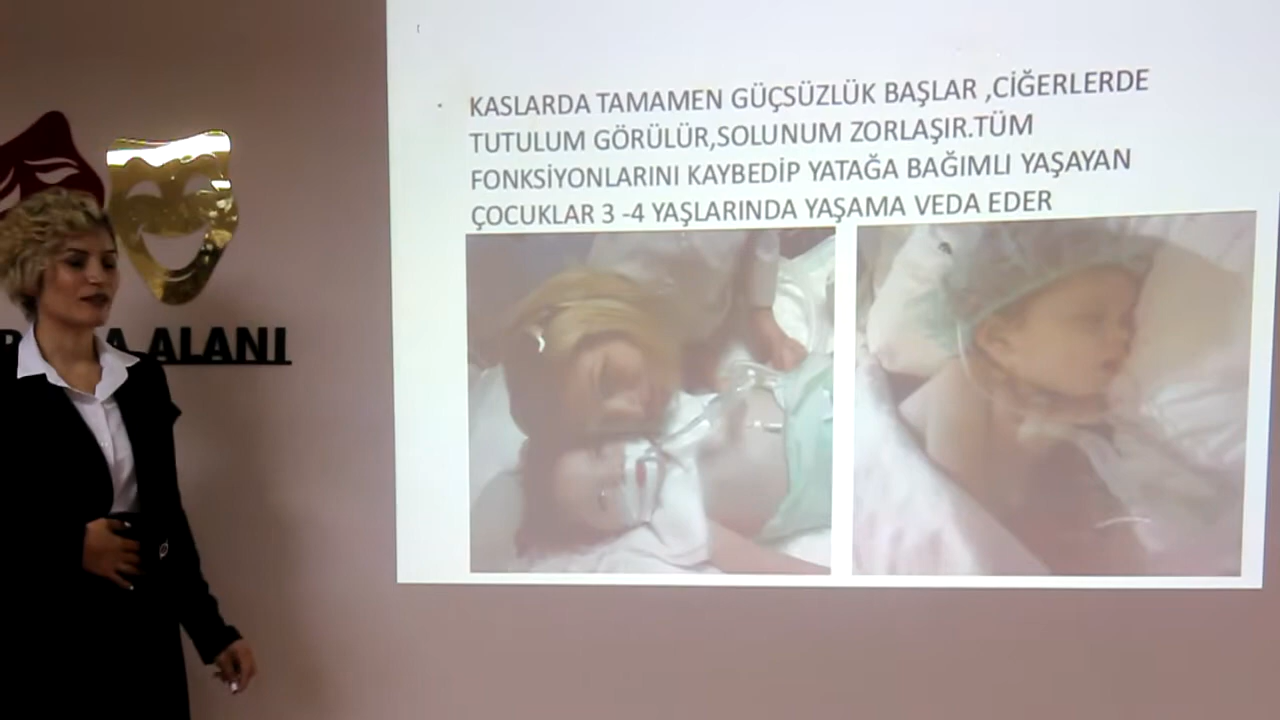 KASLARDA TAMAMEN GÜÇSÜZLÜK BAŞLAR ,CİĞERLERDE
TUTULUM GÖRÜLÜR,SOLUNUM ZORLAŞIR.TÜM
FONKSİYONLARINI KAYBEDİP YATAĞA BAĞIMLI YAŞAYAN
ÇOCUKLAR 3 -4 YAŞLARINDA YAŞAMA VEDA EDER
ALANI